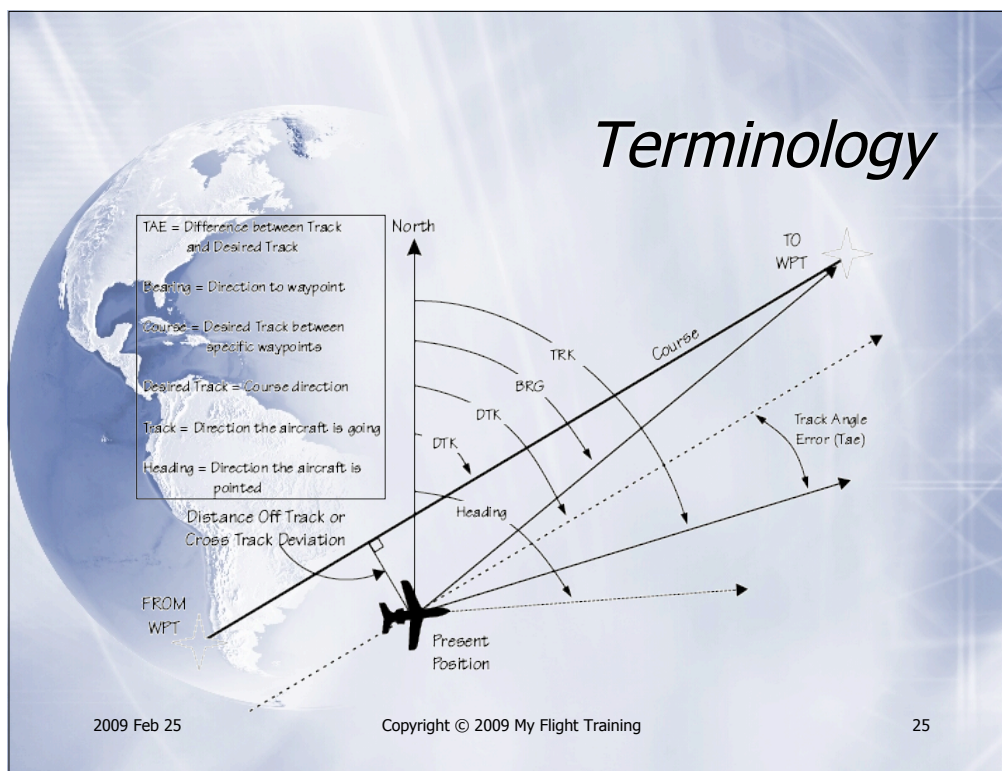 Terminology
TAE = Difference between Track
and Desired Track
Bearing = Direction to waypoint
Course = Desired Track between
specific waypoints
Desired Track = Course direction
Track = Direction the aircraft is going
Heading = Direction the aircraft is
pointed
North
TO
WPT
Course
TRK
BRG
DTK
DTK
Track Angle
Error (Tae)
Heading
Distance Off Track or
Cross Track Deviation
FROM
WPT
Present
Position
2009 Feb 25
Copyright © 2009 My Flight Training
25